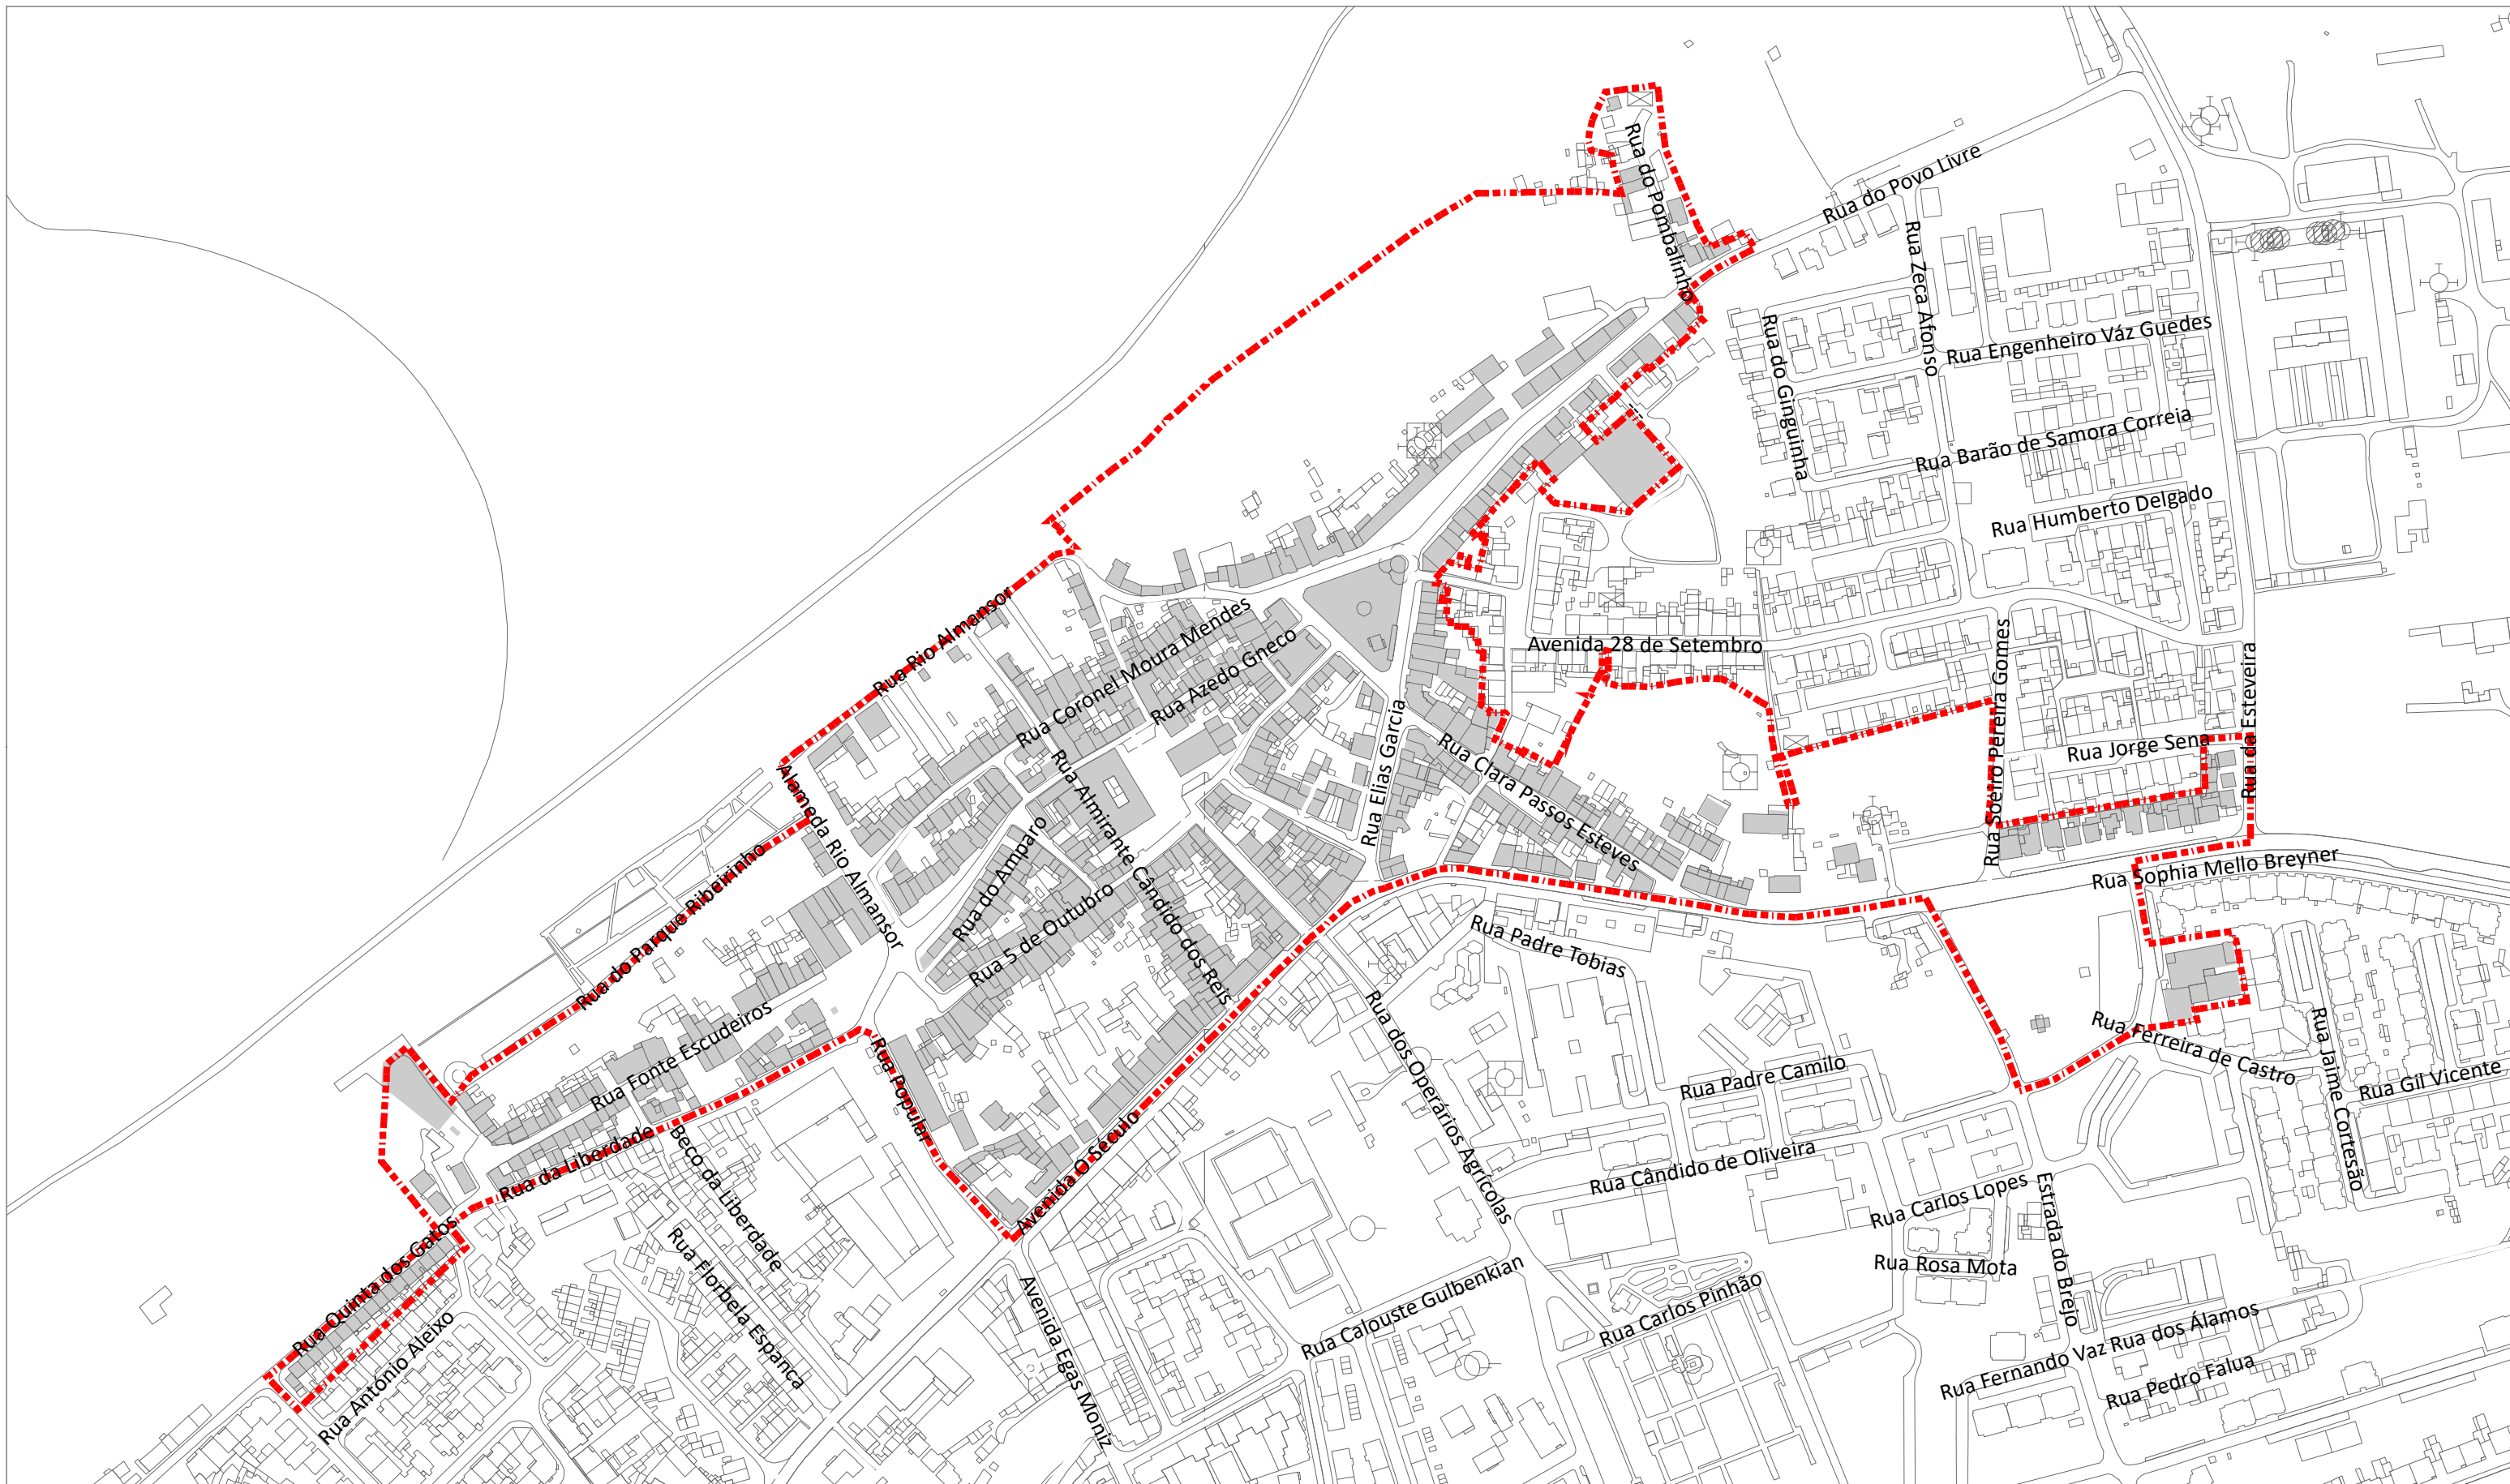 Rua do Pombalinho
Rua do Povo Livre
Rua Zeca Afonso
Rua do Ginguinha
Rua Engenheiro Váz Guedes
Rua Barão de Samora Correia
Rua Humberto Delgado
Rua Rio Almansor
Rua Coronel Moura Mendes
Rua Azedo Gneco
Avenida 28 de Setembro
Rua Soeiro Pereira Gomes
Rua da Esteveira
Rua Jorge Sena
Rua Elias Garcia
Rua Clara Passos Esteves
Alameda Rio Almansor
Rua Almirante Cândido dos Reis
Rua do Amparo
Rua 5 de Outubro
Rua do Parque Ribeirinho
Rua Sophia Mello Breyner
Rua Padre Tobias
Rua dos Operários Agrícolas
Rua Fonte Escudeiros
Rua Popular
Rua da Liberdade
Beco da Liberdade
Avenida O Século
Rua Padre Camilo
Rua Ferreira de Castro
Rua Jaime Cortesão
Rua Gil Vicente
Rua Cândido de Oliveira
Rua Carlos Lopes
Estrada do Brejo
Rua Rosa Mota
Rua Quinta dos Gatos
Rua António Aleixo
Rua Florbela Espanca
Avenida Egas Moniz
Rua Calouste Gulbenkian
Rua Carlos Pinhão
Rua Fernando Vaz
Rua dos Álamos
Rua Pedro Falua